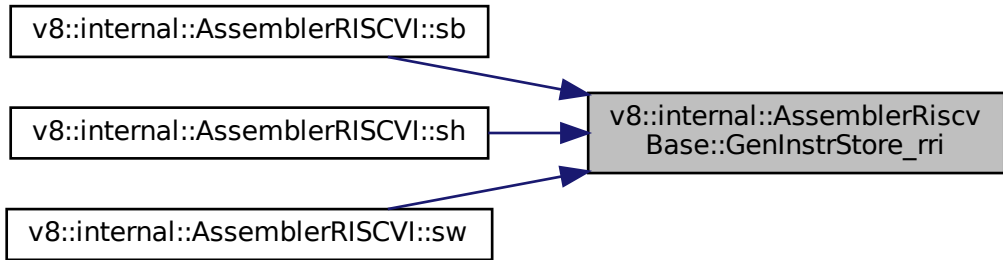 v8::internal::AssemblerRISCVI::sb
v8::internal::AssemblerRISCVI::sh
v8::internal::AssemblerRiscv
Base::GenInstrStore_rri
v8::internal::AssemblerRISCVI::sw